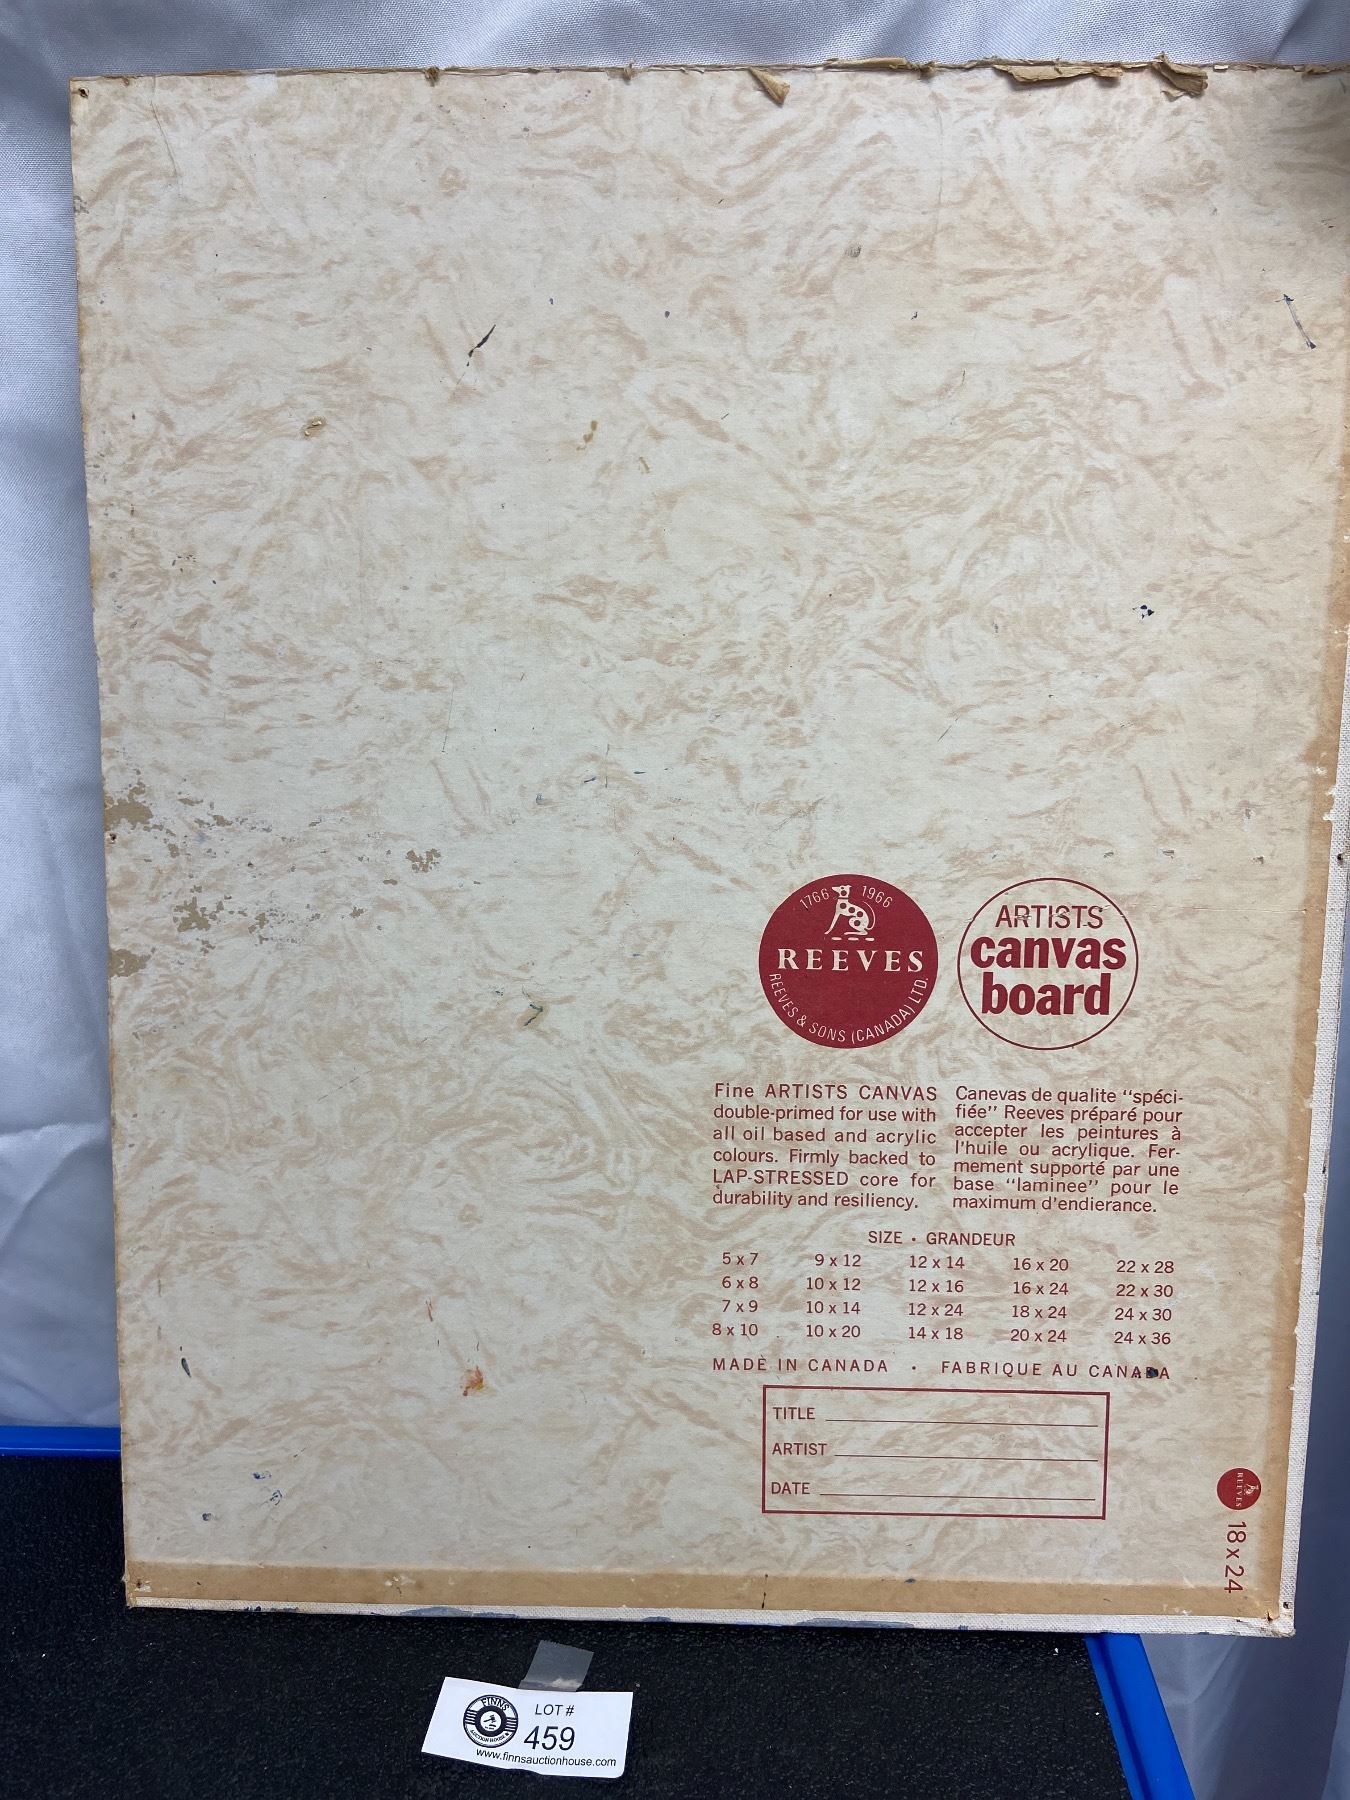 1766 1966
REEVES
REEVES & SONS (CANADA) LTD.
ARTISTS
canvas
board
Fine ARTISTS CANVAS
double-primed for use with
all oil based and acrylic
colours. Firmly backed to
LAP-STRESSED core for
durability and resiliency.
Canevas de qualite "spéci-
fiée" Reeves préparé pour
accepter les peintures à
l'huile ou acrylique. Fer-
mement supporté par une
base "laminee" pour le
maximum d'endierance.
SIZE • GRANDEUR
5 x 7 9 x 12 12 x 14 16 x 20 22 x 28
6 x 8 10 x 12 12 x 16 16 x 24 22 x 30
7 x 9 10 x 14 12 x 24 18 x 24 24 x 30
8 x 10 10 x 20 14 x 18 20 x 24 24 x 36
MADE IN CANADA • FABRIQUE AU CANADA
TITLE
ARTIST
DATE
REEVES
18 x 24
FINNS
AUCTION HOUSE
LOT #
459
www.finnsauctionhouse.com